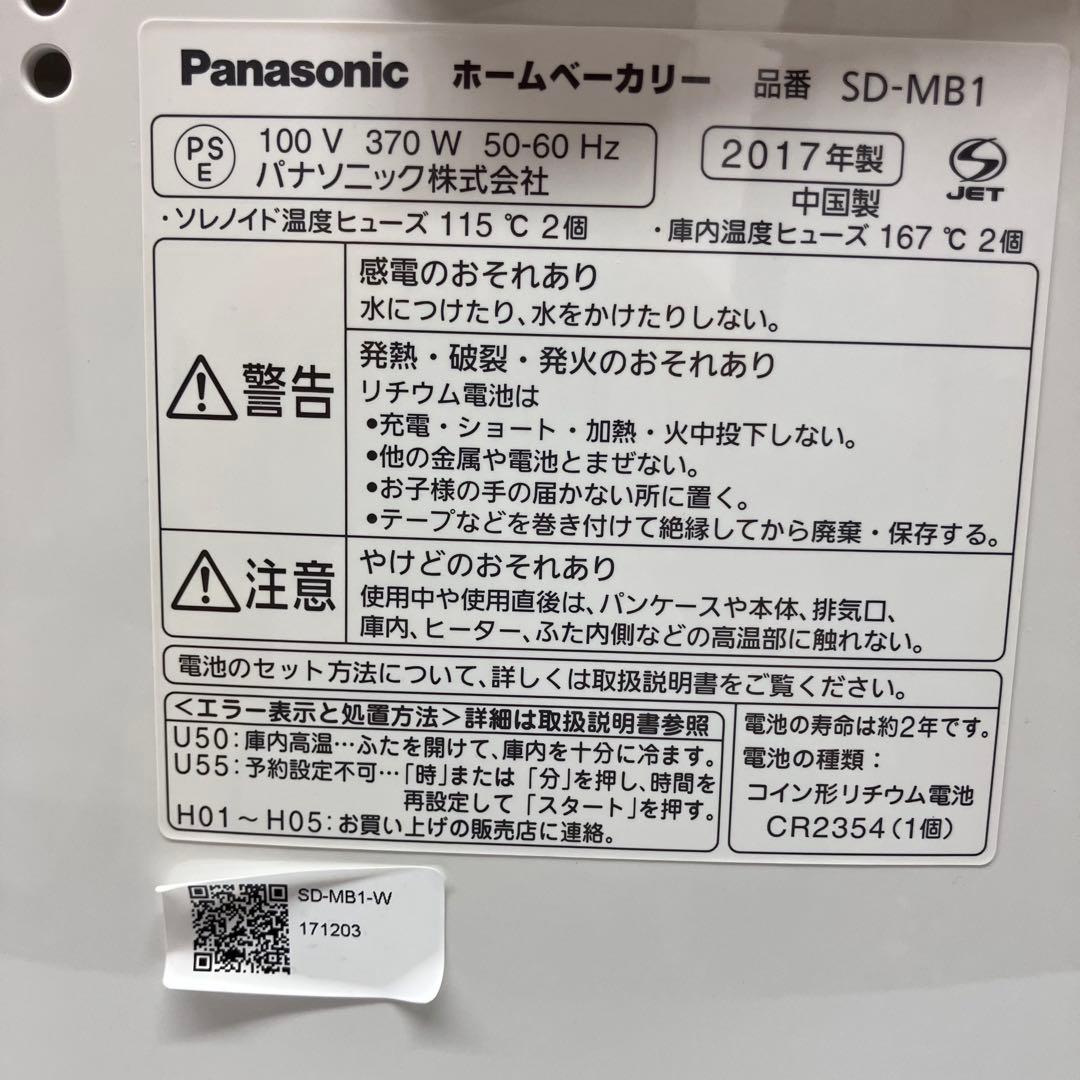 Panasonic ホームベーカリー 品番 SD-MB1
PS E 100 V 370 W 50-60 Hz
パナソニック株式会社
2017年製
中国製
JET
・ソレノイド温度ヒューズ 115 ℃ 2個 ・庫内温度ヒューズ 167 ℃ 2個
警告
感電のおそれあり
水につけたり、水をかけたりしない。
発熱・破裂・発火のおそれあり
リチウム電池は
●充電・ショート・加熱・火中投下しない。
●他の金属や電池とまぜない。
●お子様の手の届かない所に置く。
●テープなどを巻き付けて絶縁してから廃棄・保存する。
注意
やけどのおそれあり
使用中や使用直後は、パンケースや本体、排気口、
庫内、ヒーター、ふた内側などの高温部に触れない。
電池のセット方法について、詳しくは取扱説明書をご覧ください。
<エラー表示と処置方法>詳細は取扱説明書参照
U50:庫内高温…ふたを開けて、庫内を十分に冷ます。
U55:予約設定不可…「時」または「分」を押し、時間を
再設定して「スタート」を押す。
H01～H05:お買い上げの販売店に連絡。
電池の寿命は約2年です。
電池の種類:
コイン形リチウム電池
CR2354(1個)
SD-MB1-W
171203